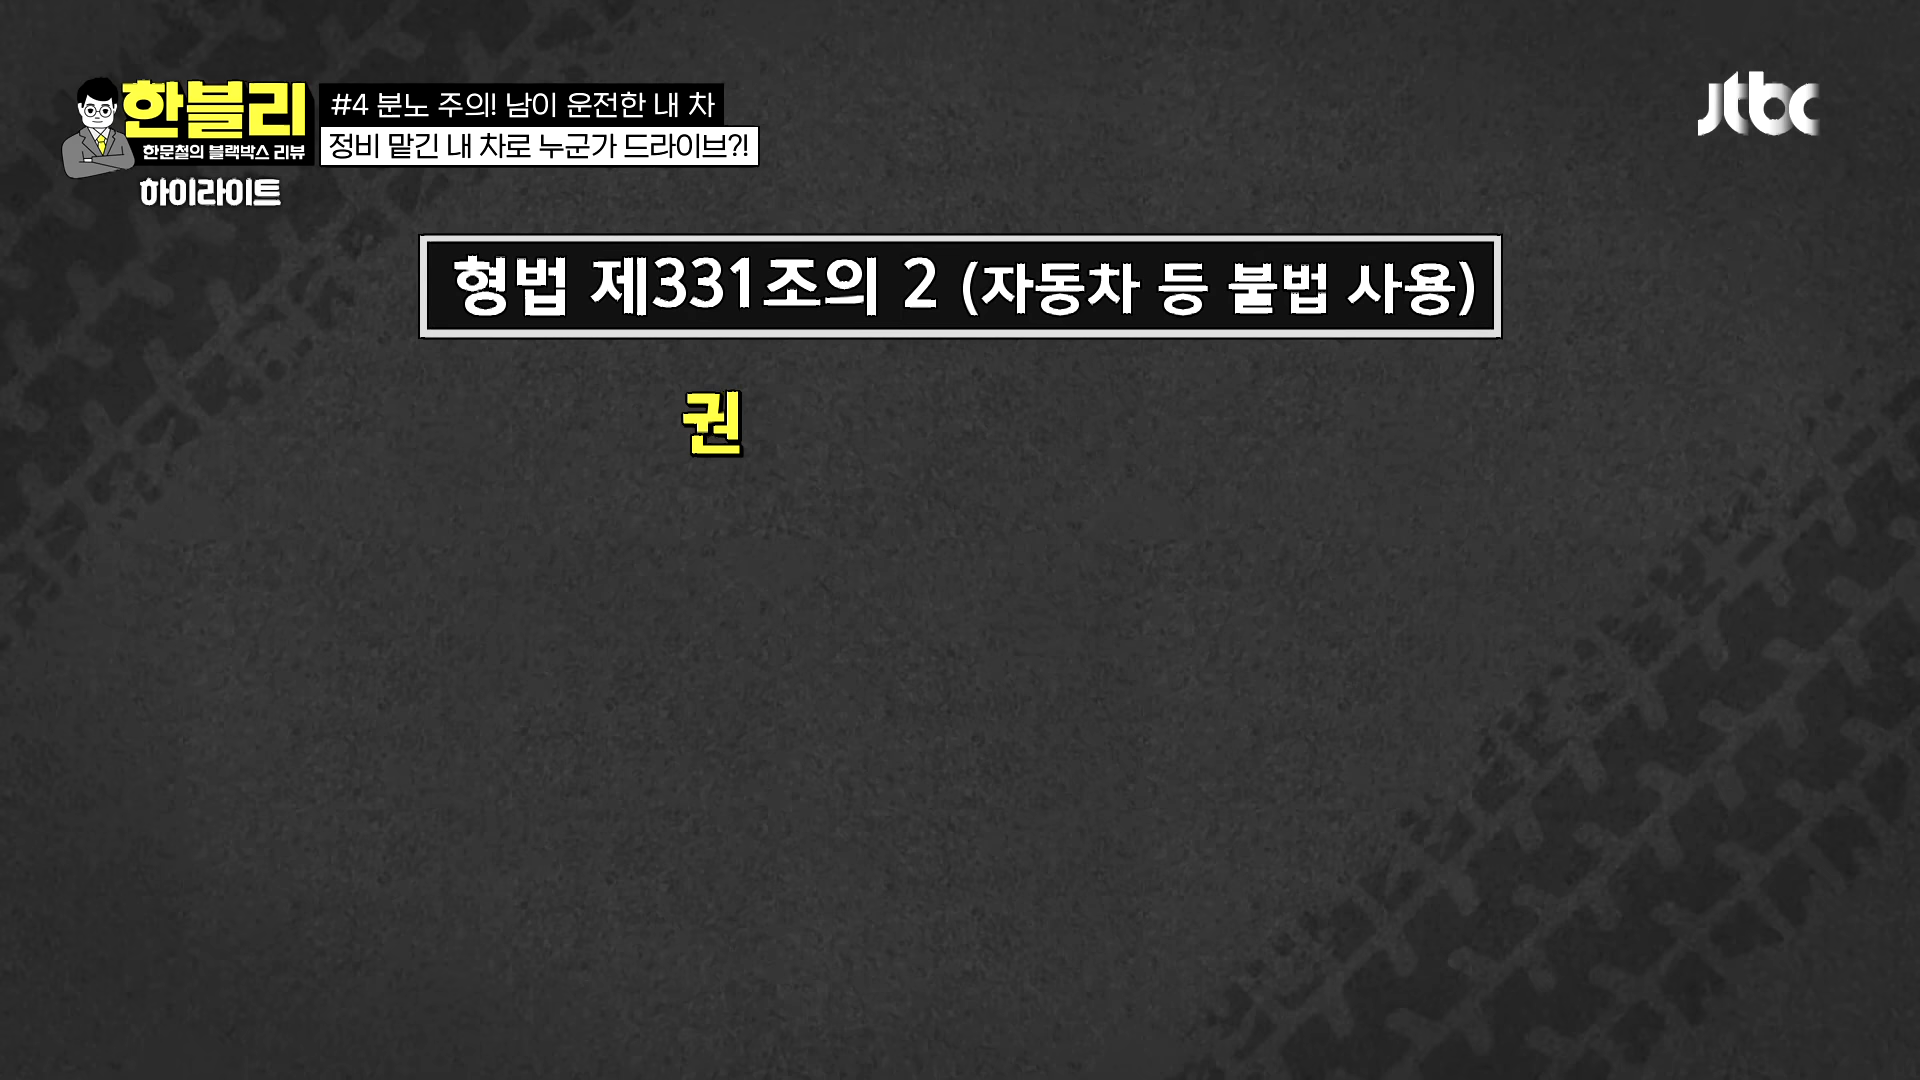 한블리
한문철의 블랙박스 리뷰
하이라이트
#4 분노 주의! 남이 운전한 내 차
정비 맡긴 내 차로 누군가 드라이브?!
jtbc
형법 제331조의 2 (자동차 등 불법 사용)
권